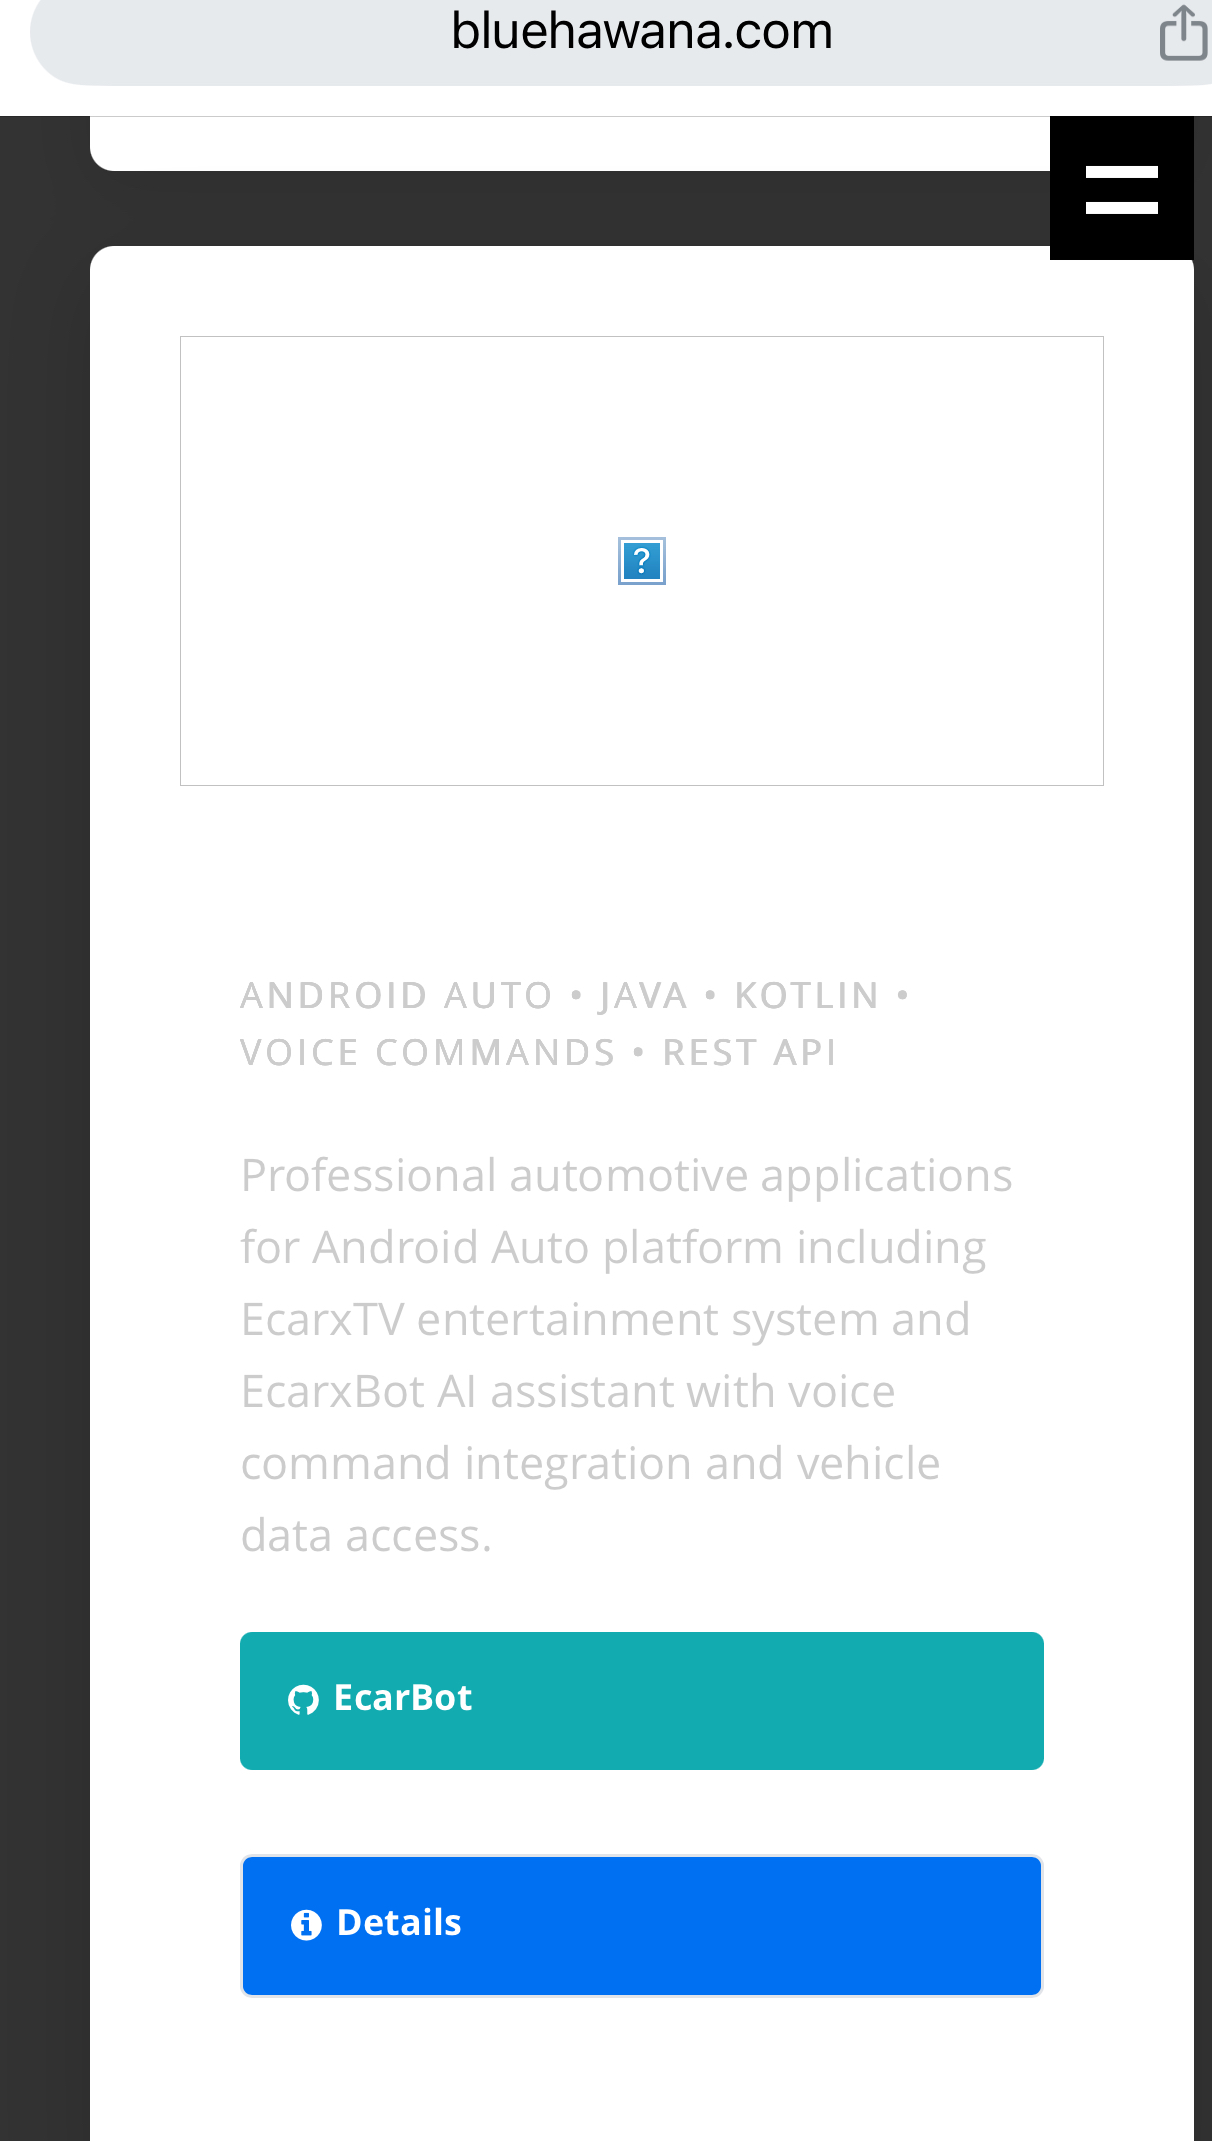 bluehawana.com
?
ANDROID AUTO • JAVA • KOTLIN •
VOICE COMMANDS • REST API
Professional automotive applications
for Android Auto platform including
EcarxTV entertainment system and
EcarxBot AI assistant with voice
command integration and vehicle
data access.
EcarBot
Details